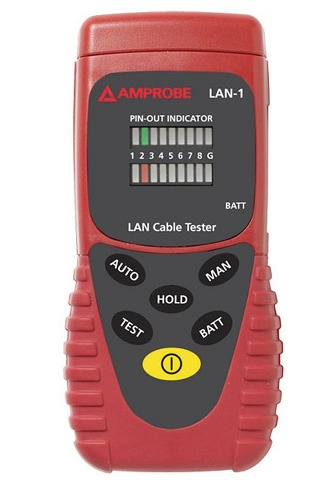 AMPROBE LAN-1
PIN-OUT INDICATOR
1 2 3 4 5 6 7 8 G
BATT
LAN Cable Tester
AUTO MAN
HOLD
TEST BATT